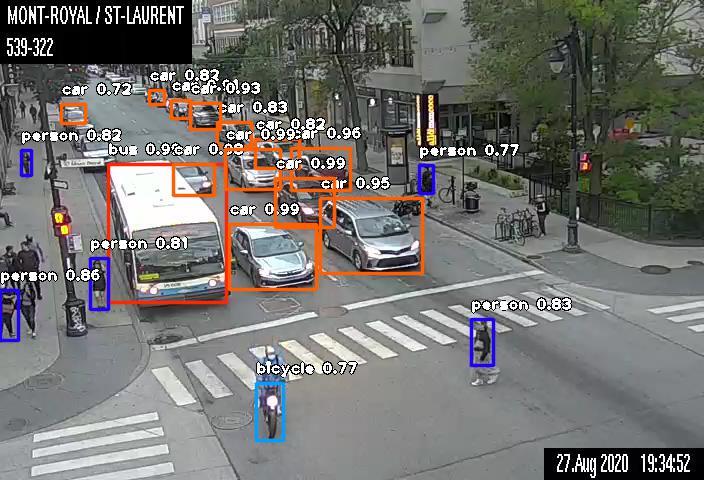 MONT-ROYAL / ST-LAURENT
539-322
car 0.82
car 0.72
car 0.93
car 0.83
car 0.82
person 0.82
car 0.99
car 0.96
bus 0.99
car 0.99
person 0.77
car 0.95
car 0.99
person 0.81
person 0.86
person 0.83
bicycle 0.77
27.Aug 2020 19:34:52